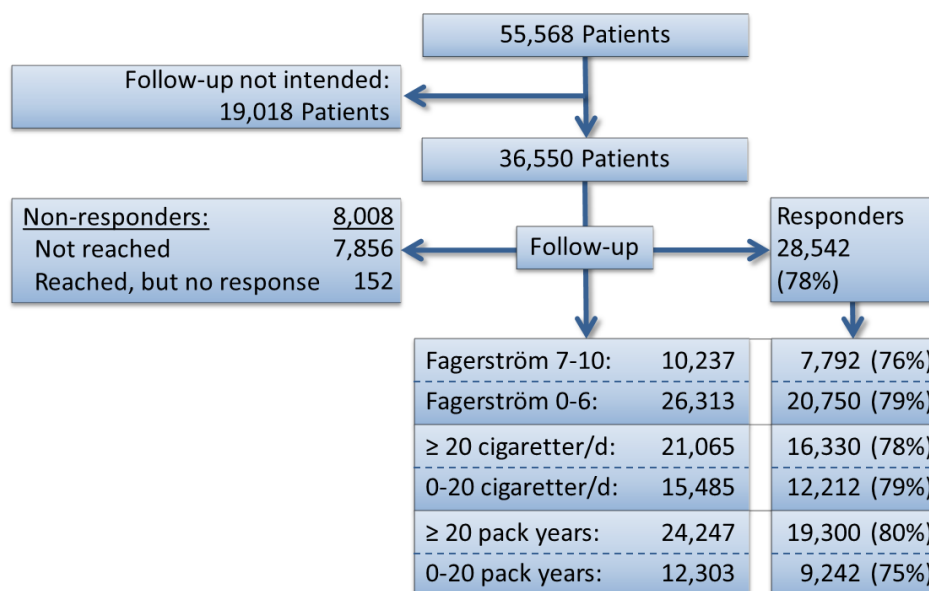 55,568 Patients
Follow-up not intended:
19,018 Patients
36,550 Patients
Non-responders: 8,008
Not reached 7,856
Reached, but no response 152
Follow-up
Responders
28,542
(78%)
Fagerström 7-10: 10,237 7,792 (76%)
Fagerström 0-6: 26,313 20,750 (79%)
≥ 20 cigaretter/d: 21,065 16,330 (78%)
0-20 cigaretter/d: 15,485 12,212 (79%)
≥ 20 pack years: 24,247 19,300 (80%)
0-20 pack years: 12,303 9,242 (75%)